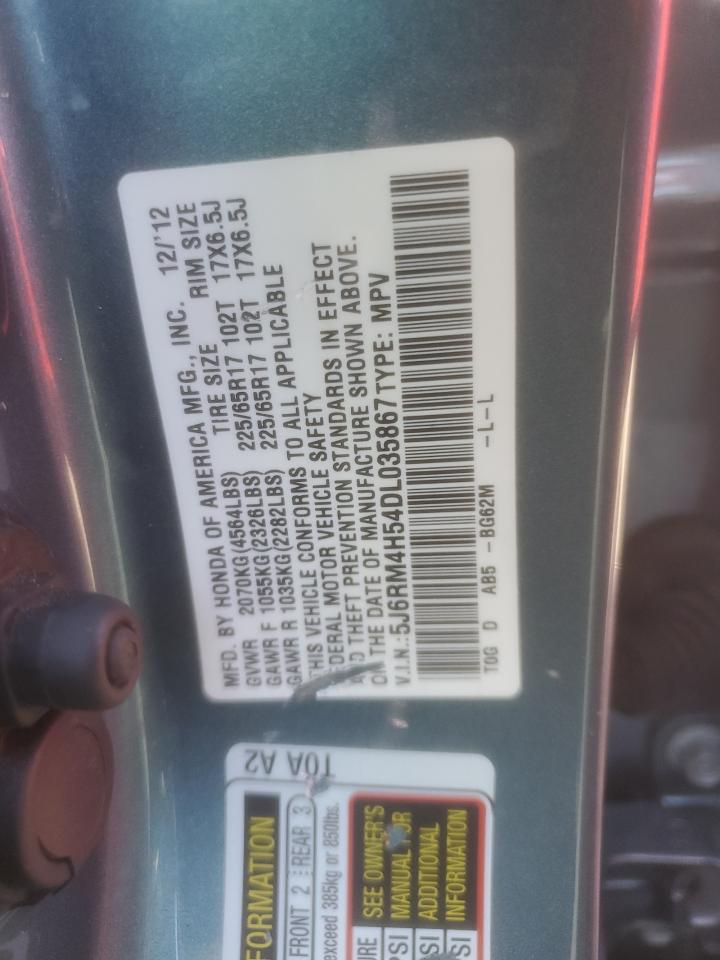 MFD. BY HONDA OF AMERICA MFG., INC. 12/'12
GVWR 2070KG(4564LBS) TIRE SIZE RIM SIZE
GAWR F 1055KG(2326LBS) 225/65R17 102T 17X6.5J
GAWR R 1035KG(2282LBS) 225/65R17 102T 17X6.5J
THIS VEHICLE CONFORMS TO ALL APPLICABLE
FEDERAL MOTOR VEHICLE SAFETY
AND THEFT PREVENTION STANDARDS IN EFFECT
ON THE DATE OF MANUFACTURE SHOWN ABOVE.
V.I.N.:5J6RM4H54DL035867 TYPE: MPV
TOG D AB5 -BG62M -L-L
T0A A2
FORMATION
FRONT 2 REAR 3
exceed 385kg or 850lbs.
URE
PSI
SI
SI
SEE OWNER'S
MANUAL FOR
ADDITIONAL
INFORMATION